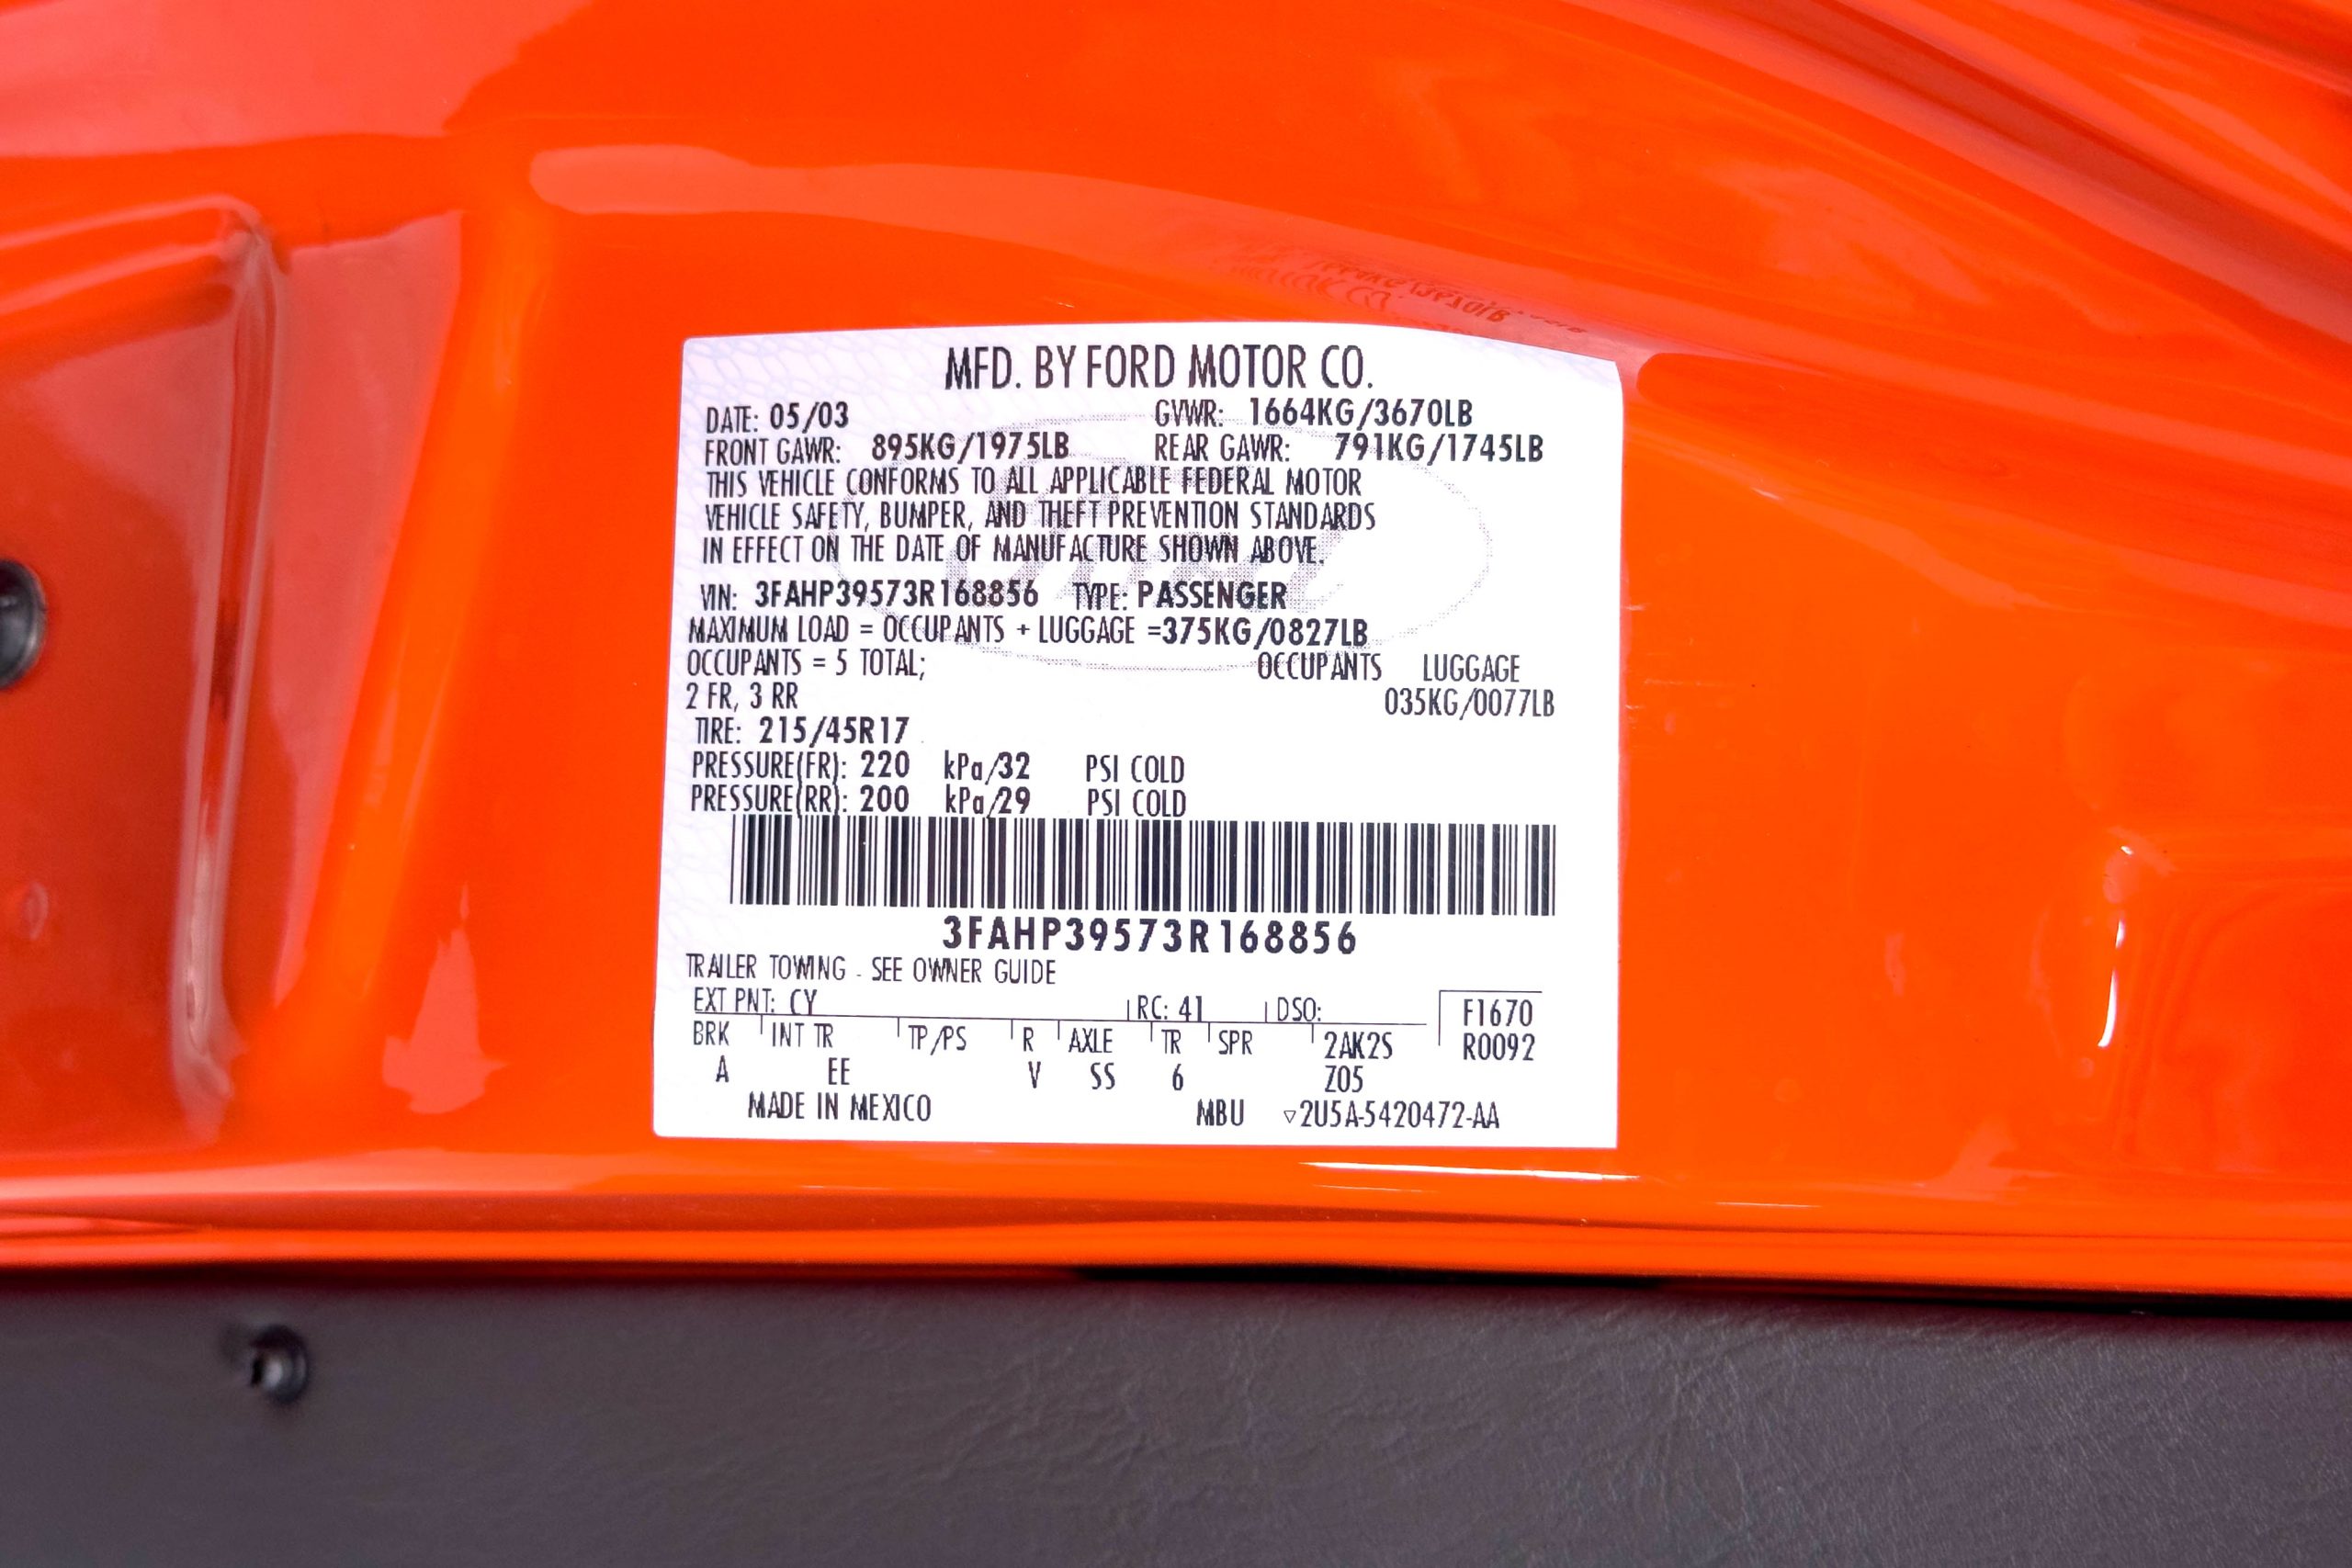 MFD. BY FORD MOTOR CO.
DATE: 05/03 GVWR: 1664KG/3670LB
FRONT GAWR: 895KG/1975LB REAR GAWR: 791KG/1745LB
THIS VEHICLE CONFORMS TO ALL APPLICABLE FEDERAL MOTOR
VEHICLE SAFETY, BUMPER, AND THEFT PREVENTION STANDARDS
IN EFFECT ON THE DATE OF MANUFACTURE SHOWN ABOVE.
VIN: 3FAHP39573R168856 TYPE: PASSENGER
MAXIMUM LOAD = OCCUPANTS + LUGGAGE =375KG/0827LB
OCCUPANTS = 5 TOTAL; OCCUPANTS LUGGAGE
2 FR, 3 RR 035KG/0077LB
TIRE: 215/45R17
PRESSURE(FR): 220 kPa/32 PSI COLD
PRESSURE(RR): 200 kPa/29 PSI COLD
3FAHP39573R168856
TRAILER TOWING - SEE OWNER GUIDE
EXT PNT: CY RC: 41 DSO: F1670
BRK INT TR TP/PS R AXLE TR SPR 2AK2S R0092
A EE V SS 6 Z05
MADE IN MEXICO MBU ▿2U5A-5420472-AA